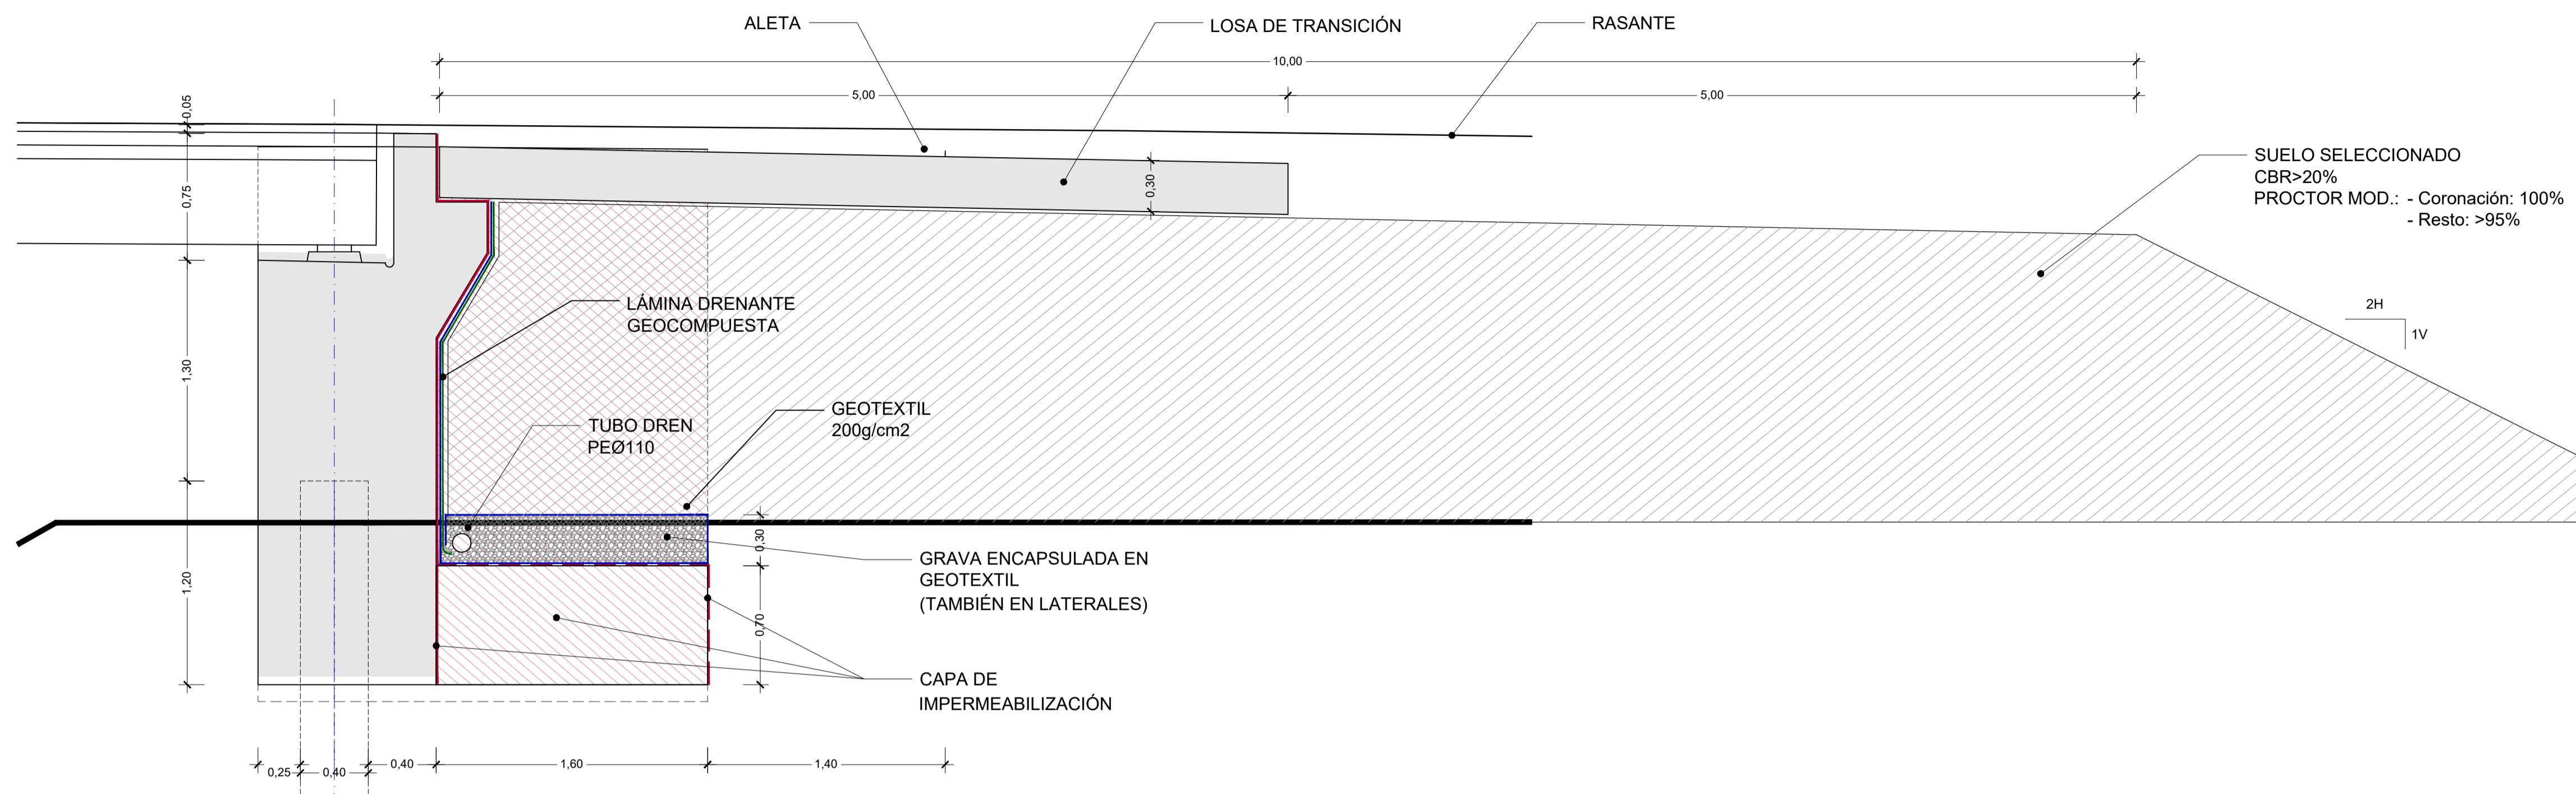 ALETA
LOSA DE TRANSICIÓN
RASANTE
10,00
5,00
5,00
0,05
0,75
1,30
1,20
0,30
SUELO SELECCIONADO
CBR>20%
PROCTOR MOD.: - Coronación: 100%
- Resto: >95%
2H
1V
LÁMINA DRENANTE
GEOCOMPUESTA
GEOTEXTIL
200g/cm2
TUBO DREN
PEØ110
0,30
0,70
GRAVA ENCAPSULADA EN
GEOTEXTIL
(TAMBIÉN EN LATERALES)
CAPA DE
IMPERMEABILIZACIÓN
0,25
0,40
0,40
1,60
1,40